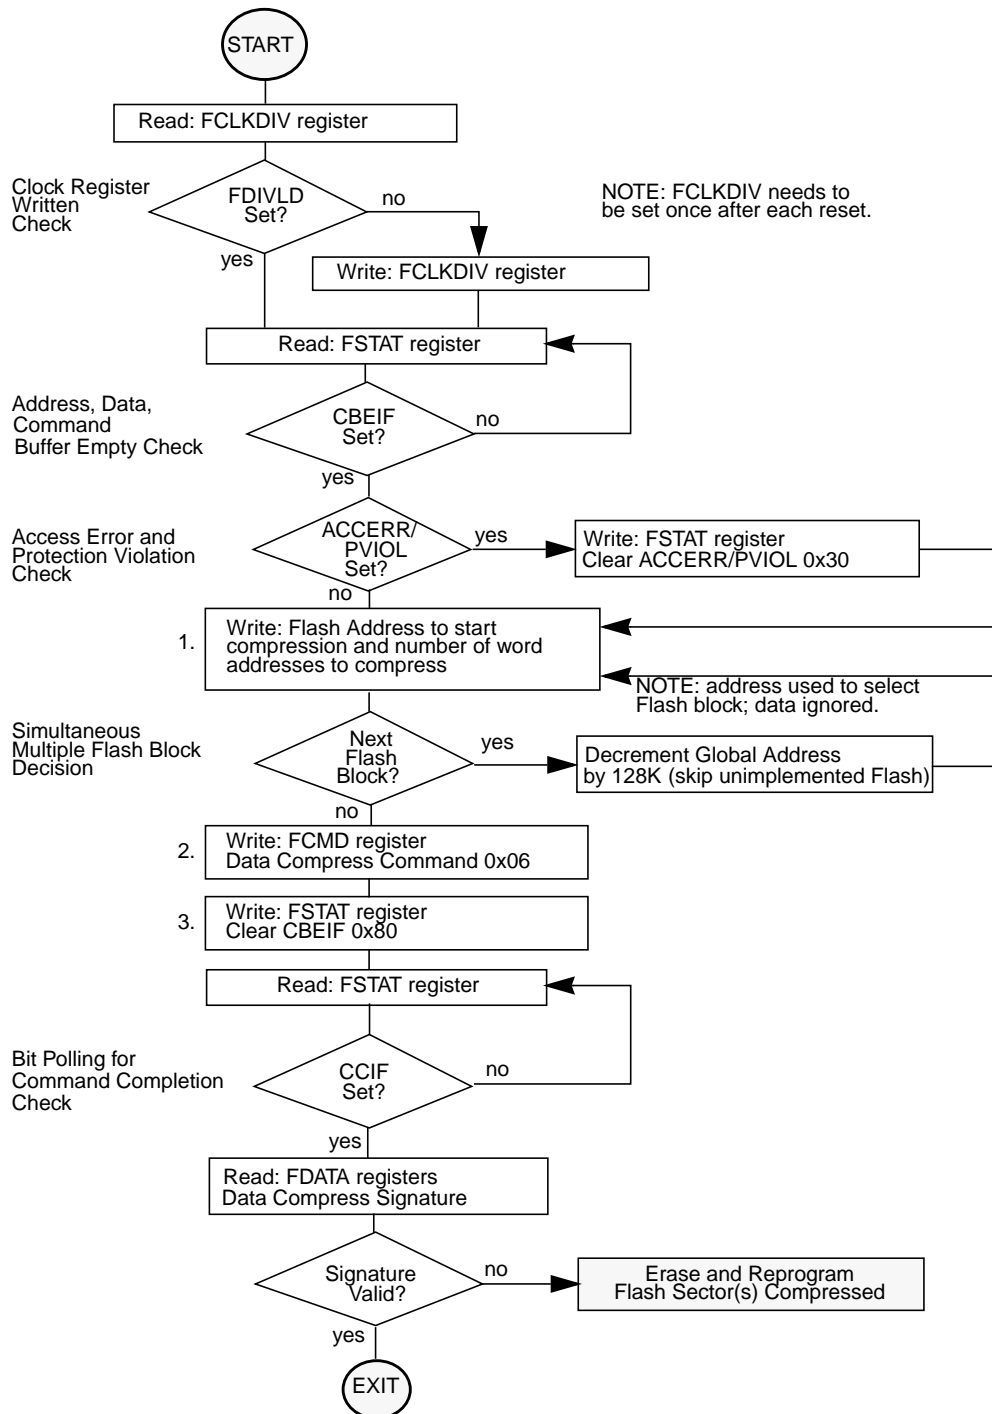 START
Read: FCLKDIV register
Clock Register
Written
Check
FDIVLD
Set?
no
yes
NOTE: FCLKDIV needs to
be set once after each reset.
Write: FCLKDIV register
Read: FSTAT register
Address, Data,
Command
Buffer Empty Check
CBEIF
Set?
no
yes
Access Error and
Protection Violation
Check
ACCERR/
PVIOL
Set?
yes
no
Write: FSTAT register
Clear ACCERR/PVIOL 0x30
1.
Write: Flash Address to start
compression and number of word
addresses to compress
NOTE: address used to select
Flash block; data ignored.
Simultaneous
Multiple Flash Block
Decision
Next
Flash
Block?
yes
no
Decrement Global Address
by 128K (skip unimplemented Flash)
2.
Write: FCMD register
Data Compress Command 0x06
3.
Write: FSTAT register
Clear CBEIF 0x80
Read: FSTAT register
Bit Polling for
Command Completion
Check
CCIF
Set?
no
yes
Read: FDATA registers
Data Compress Signature
Signature
Valid?
no
yes
Erase and Reprogram
Flash Sector(s) Compressed
EXIT